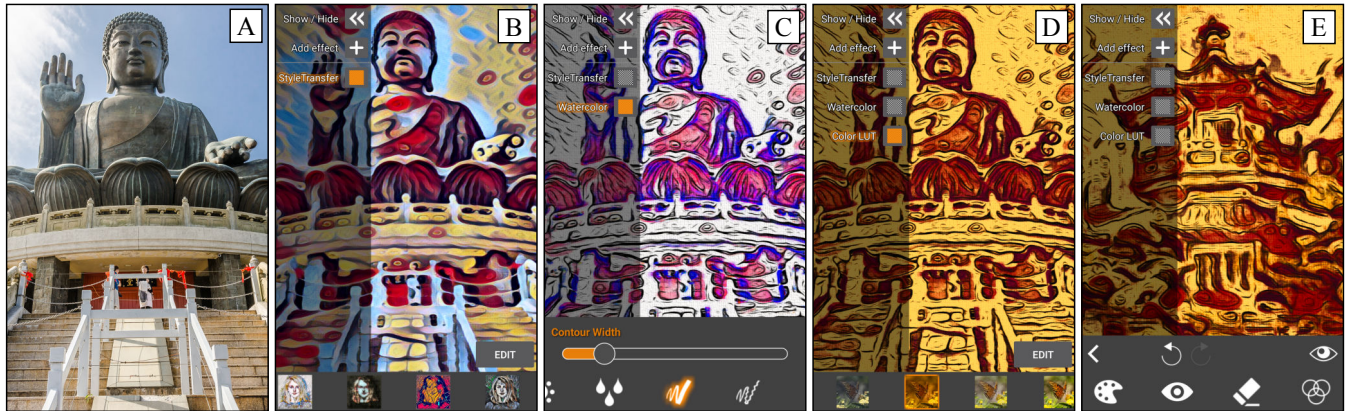 A
Show / Hide
Add effect
StyleTransfer
B
EDIT
Show / Hide
Add effect
StyleTransfer
Watercolor
C
Contour Width
Show / Hide
Add effect
StyleTransfer
Watercolor
Color LUT
D
EDIT
Show / Hide
Add effect
StyleTransfer
Watercolor
Color LUT
E